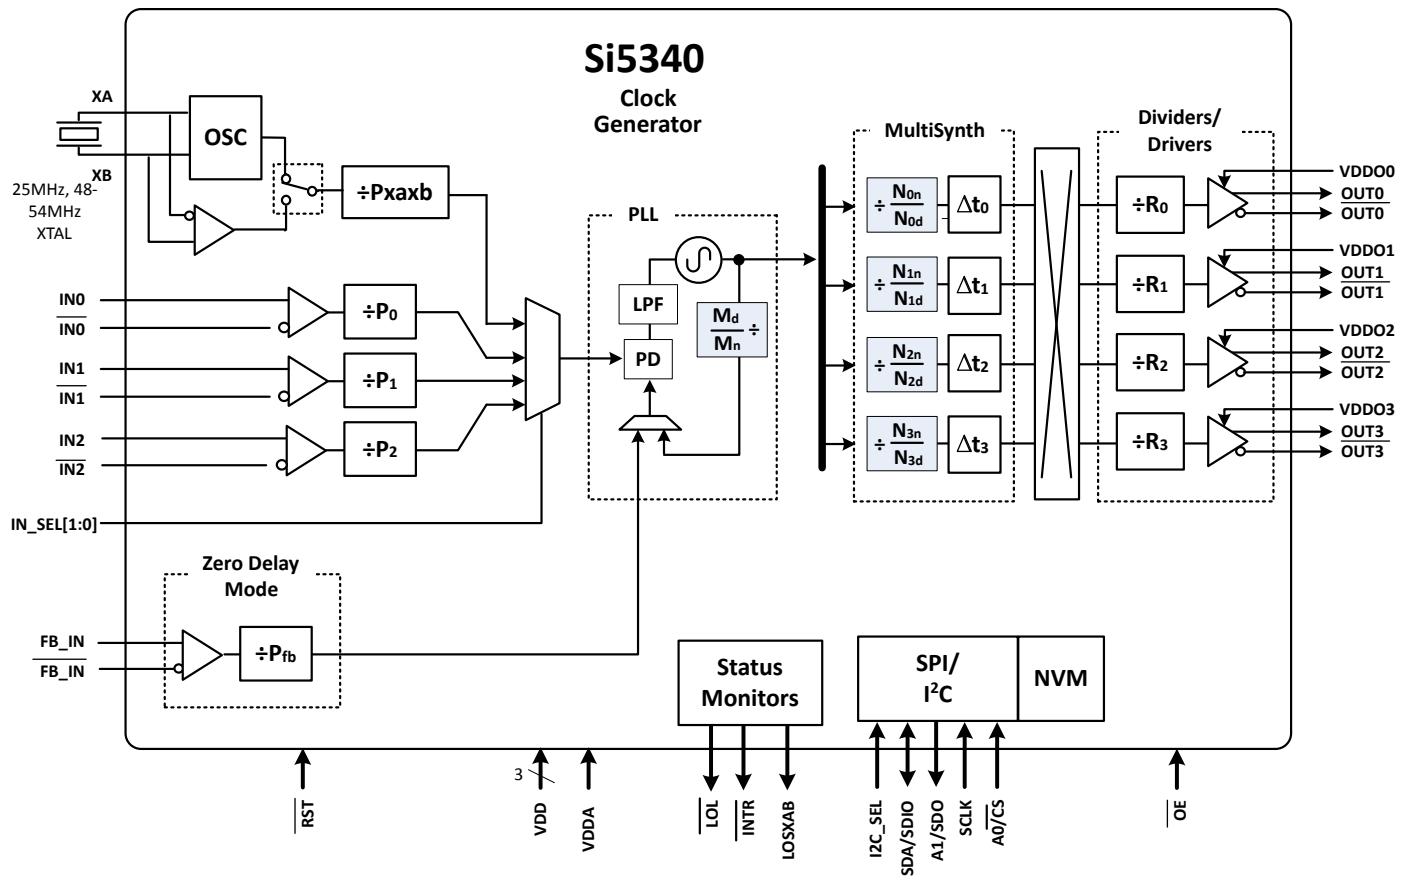 Si5340
Clock
Generator
XA
XB
25MHz, 48-
54MHz
XTAL
OSC
÷Pxaxb
IN0
IN0
÷P0
IN1
IN1
÷P1
IN2
IN2
÷P2
IN_SEL[1:0]
Zero Delay
Mode
FB_IN
FB_IN
÷Pfb
PLL
LPF
PD
Md
Mn
÷
MultiSynth
÷ N0n
N0d
Δt0
÷ N1n
N1d
Δt1
÷ N2n
N2d
Δt2
÷ N3n
N3d
Δt3
Dividers/
Drivers
÷R0
÷R1
÷R2
÷R3
VDDO0
OUT0
OUT0
VDDO1
OUT1
OUT1
VDDO2
OUT2
OUT2
VDDO3
OUT3
OUT3
Status
Monitors
SPI/
I²C
NVM
RST
3
VDD
VDDA
LOL
INTR
LOSXAB
I2C_SEL
SDA/SDIO
A1/SDO
SCLK
A0/CS
OE